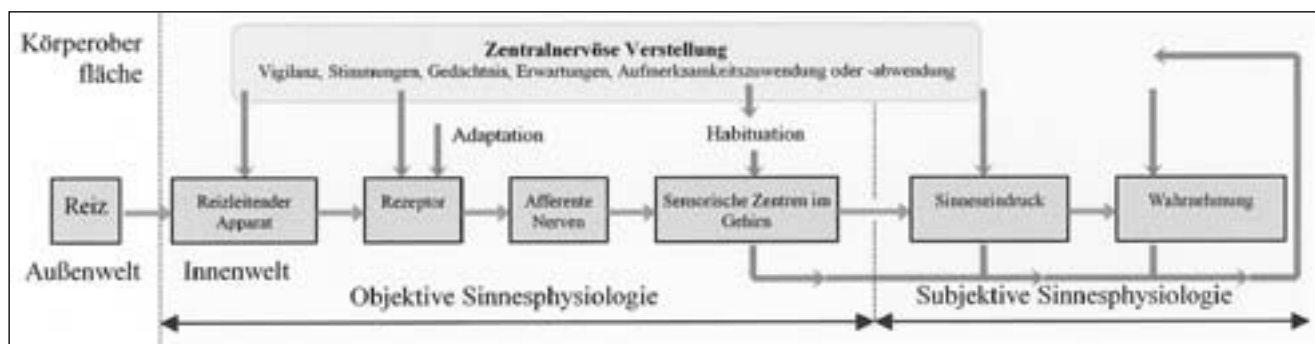 Körperober
fläche
Zentralnervöse Verstellung
Vigilanz, Stimmungen, Gedächtnis, Erwartungen, Aufmerksamkeitszuwendung oder -abwendung
Adaptation
Habituation
Reiz
Reizleitender
Apparat
Rezeptor
Afferente
Nerven
Sensorische Zentren im
Gehirn
Sinneseindruck
Wahrnehmung
Außenwelt
Innenwelt
Objektive Sinnesphysiologie
Subjektive Sinnesphysiologie